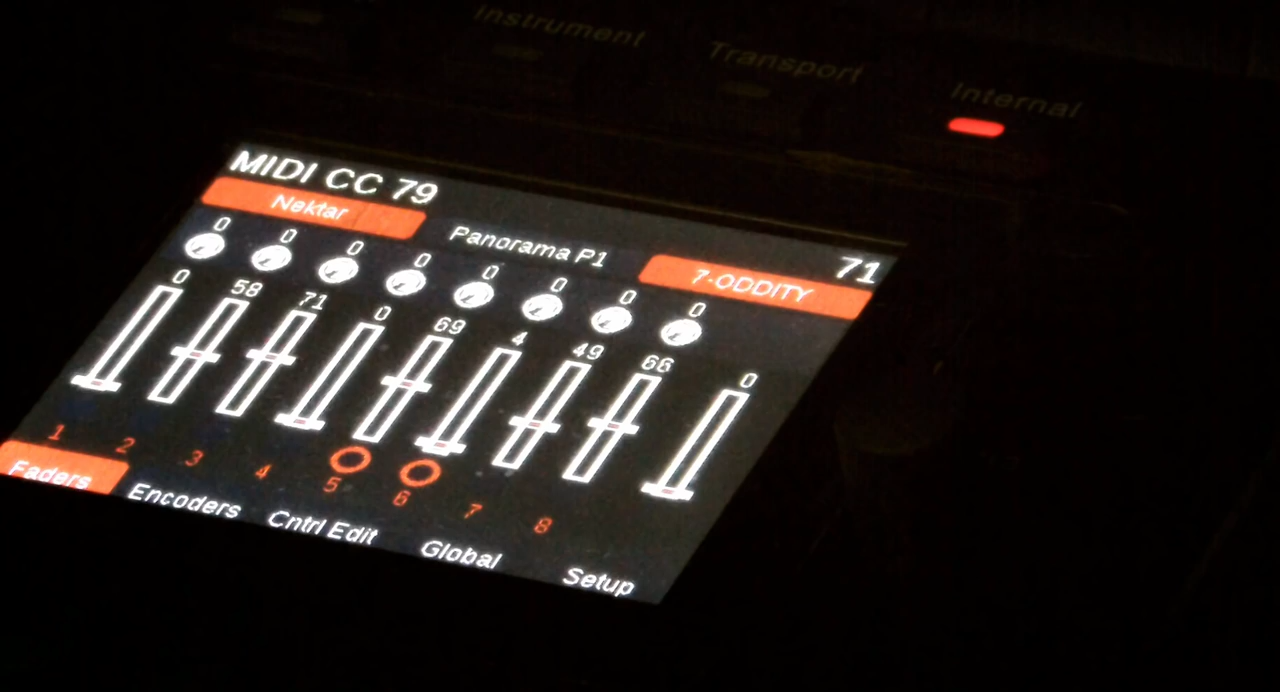 Instrument Transport Internal
MIDI CC 79 71
Nektar Panorama P1 7-ODDITY
0 0 0 0 0 0 0 0
0 58 71 0 69 4 49 66 0
1 2 3 4 5 6 7 8
Faders Encoders Cntrl Edit Global Setup